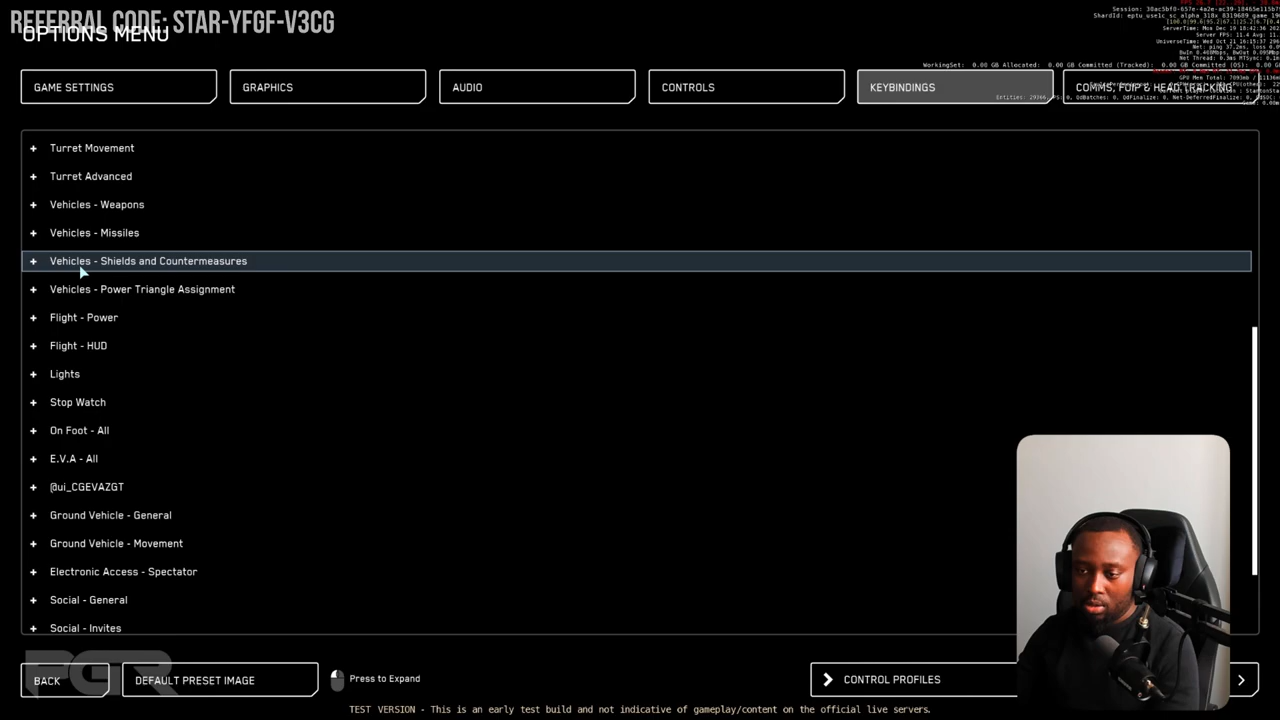 REFERRAL CODE: STAR-YFGF-V3CG
OPTIONS MENU
GAME SETTINGS
GRAPHICS
AUDIO
CONTROLS
KEYBINDINGS
COMMS, FOIP & HEAD TRACKING
Turret Movement
Turret Advanced
Vehicles - Weapons
Vehicles - Missiles
Vehicles - Shields and Countermeasures
Vehicles - Power Triangle Assignment
Flight - Power
Flight - HUD
Lights
Stop Watch
On Foot - All
E.V.A - All
@ui_CGEVAZGT
Ground Vehicle - General
Ground Vehicle - Movement
Electronic Access - Spectator
Social - General
Social - Invites
PGR
BACK
DEFAULT PRESET IMAGE
Press to Expand
CONTROL PROFILES
TEST VERSION - This is an early test build and not indicative of gameplay/content on the official live servers.